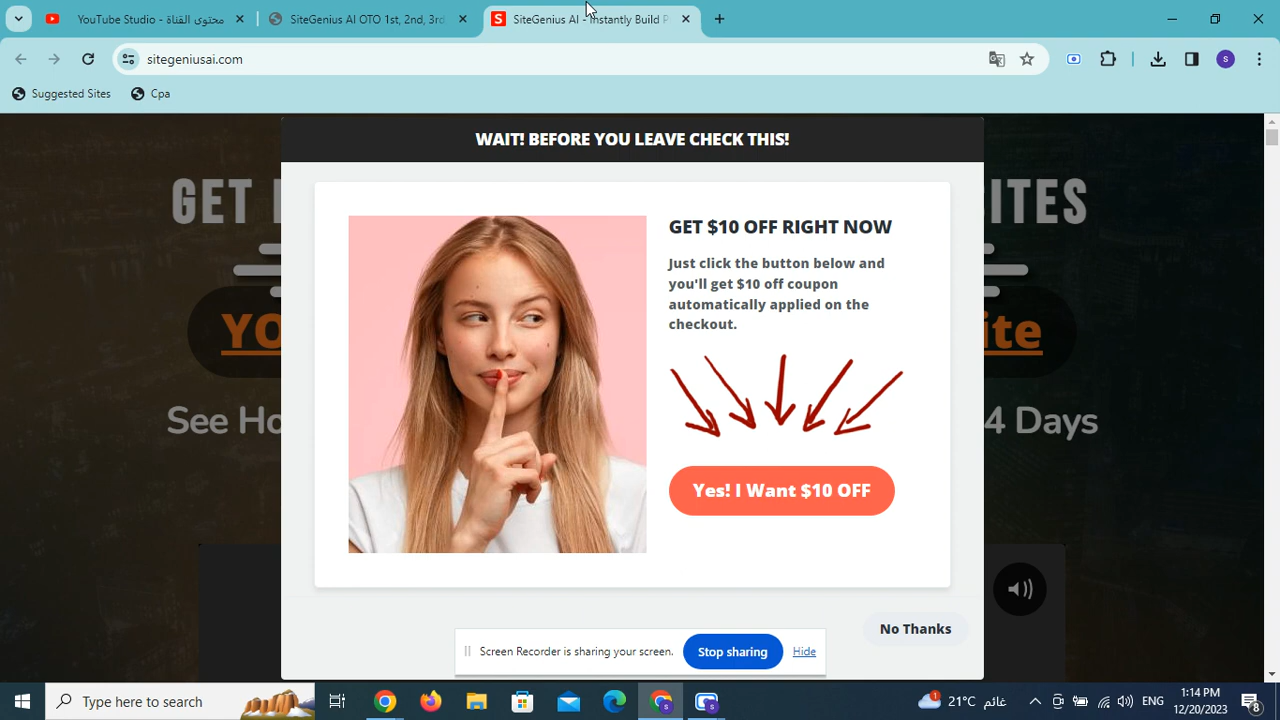 YouTube Studio - محتوى القناة
SiteGenius AI OTO 1st, 2nd, 3rd
SiteGenius AI - Instantly Build P
sitegeniusai.com
Suggested Sites
Cpa
WAIT! BEFORE YOU LEAVE CHECK THIS!
GET
SITES
GET $10 OFF RIGHT NOW
Just click the button below and
you'll get $10 off coupon
automatically applied on the
checkout.
YO
ite
See Ho
4 Days
Yes! I Want $10 OFF
No Thanks
Screen Recorder is sharing your screen.
Stop sharing
Hide
Type here to search
1
21°C غائم
ENG
1:14 PM
12/20/2023
8